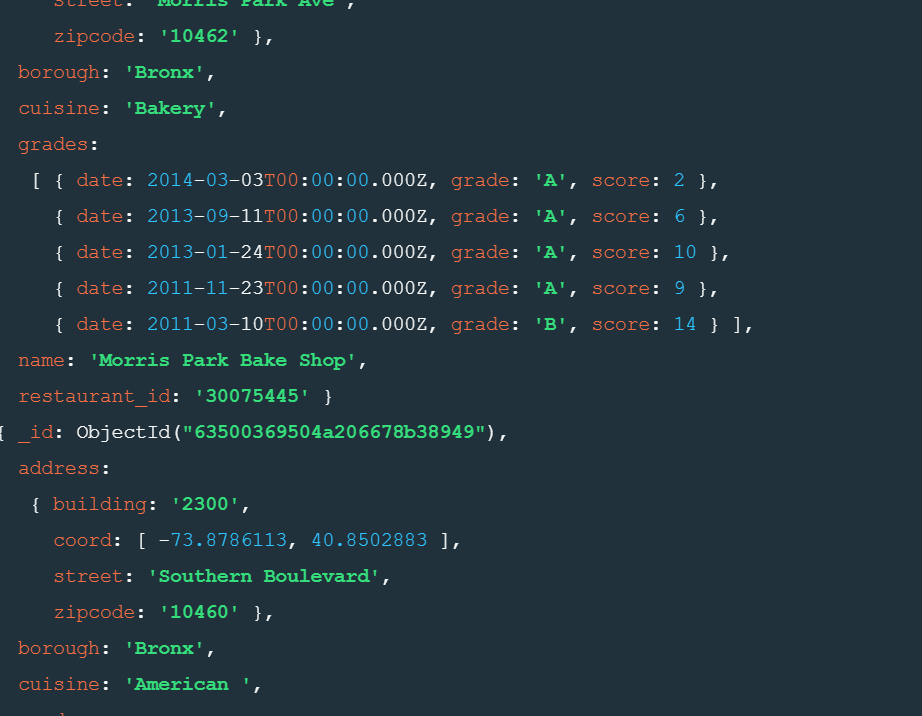 street: 'Morris Park Ave',
zipcode: '10462' },
borough: 'Bronx',
cuisine: 'Bakery',
grades:
[ { date: 2014-03-03T00:00:00.000Z, grade: 'A', score: 2 },
{ date: 2013-09-11T00:00:00.000Z, grade: 'A', score: 6 },
{ date: 2013-01-24T00:00:00.000Z, grade: 'A', score: 10 },
{ date: 2011-11-23T00:00:00.000Z, grade: 'A', score: 9 },
{ date: 2011-03-10T00:00:00.000Z, grade: 'B', score: 14 } ],
name: 'Morris Park Bake Shop',
restaurant_id: '30075445' }
{ _id: ObjectId("63500369504a206678b38949"),
address:
{ building: '2300',
coord: [ -73.8786113, 40.8502883 ],
street: 'Southern Boulevard',
zipcode: '10460' },
borough: 'Bronx',
cuisine: 'American ',